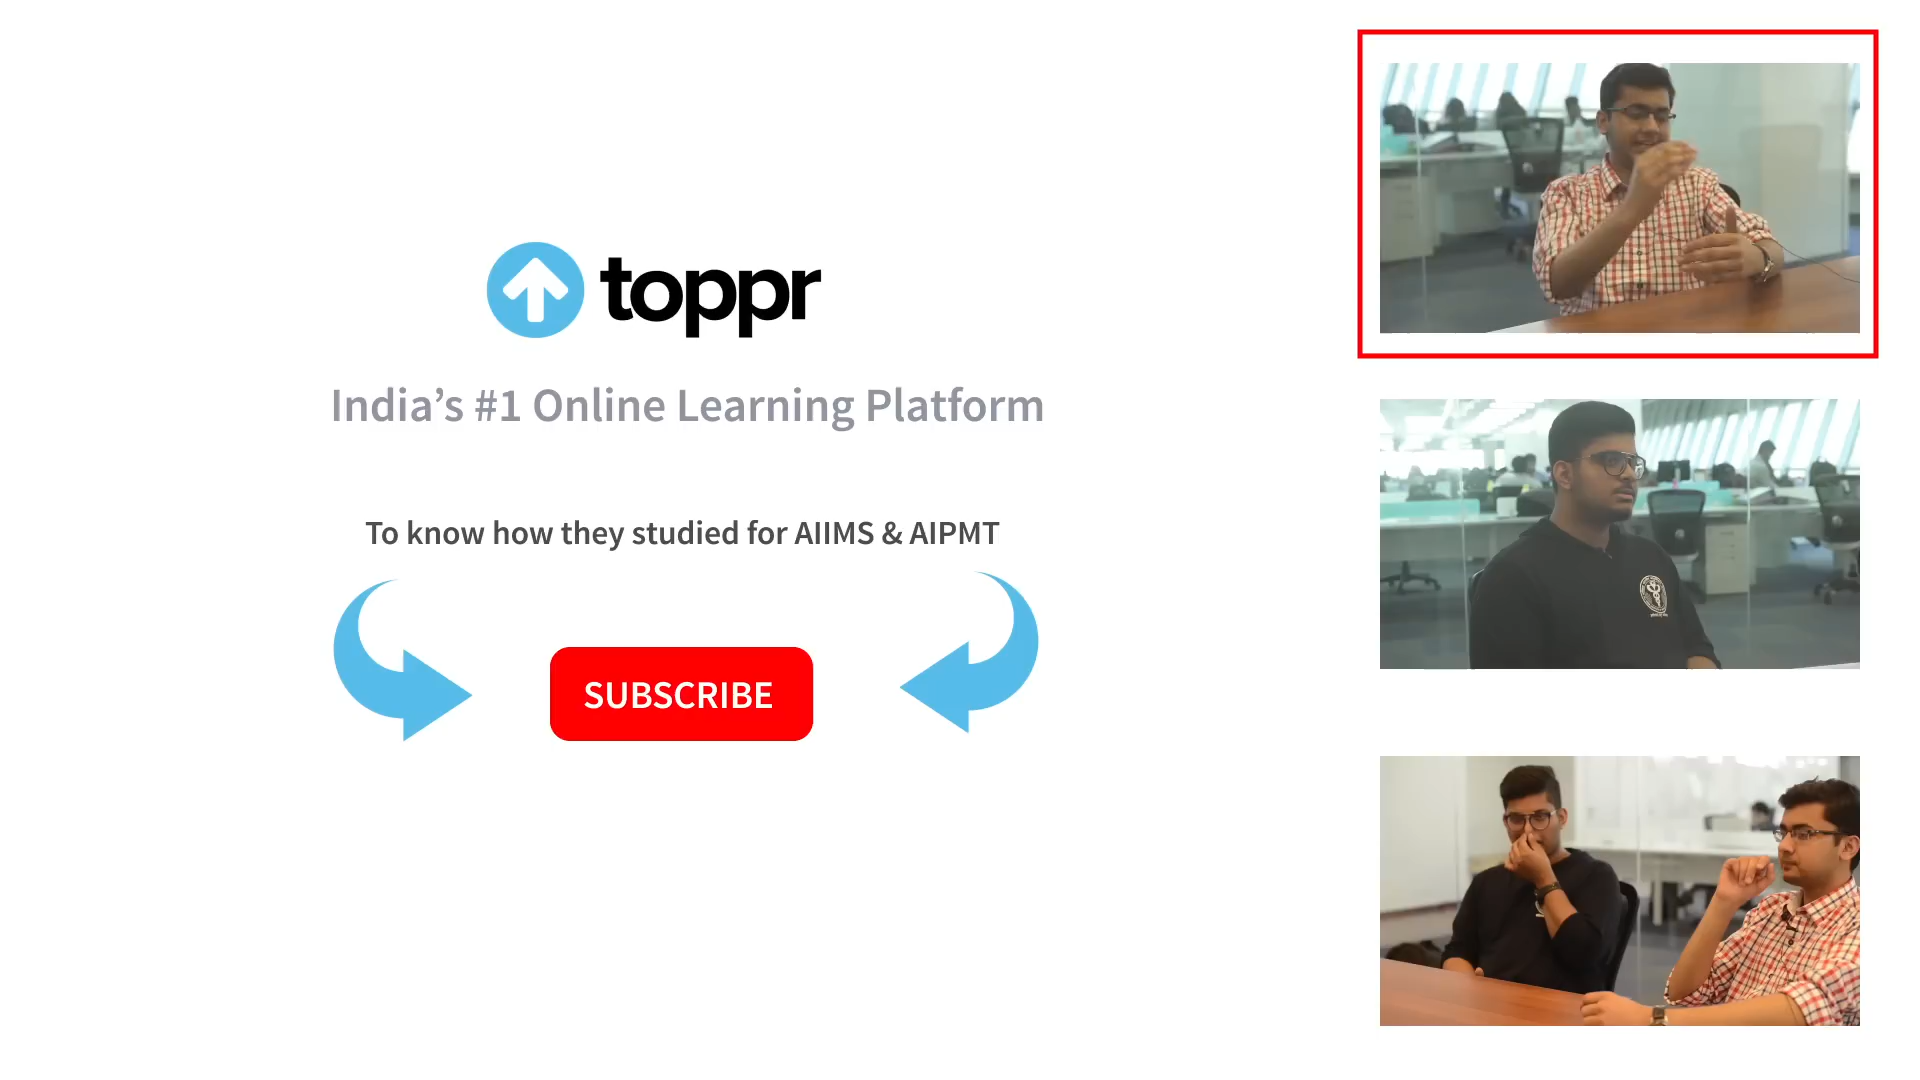 toppr
India’s #1 Online Learning Platform
To know how they studied for AIIMS & AIPMT
SUBSCRIBE